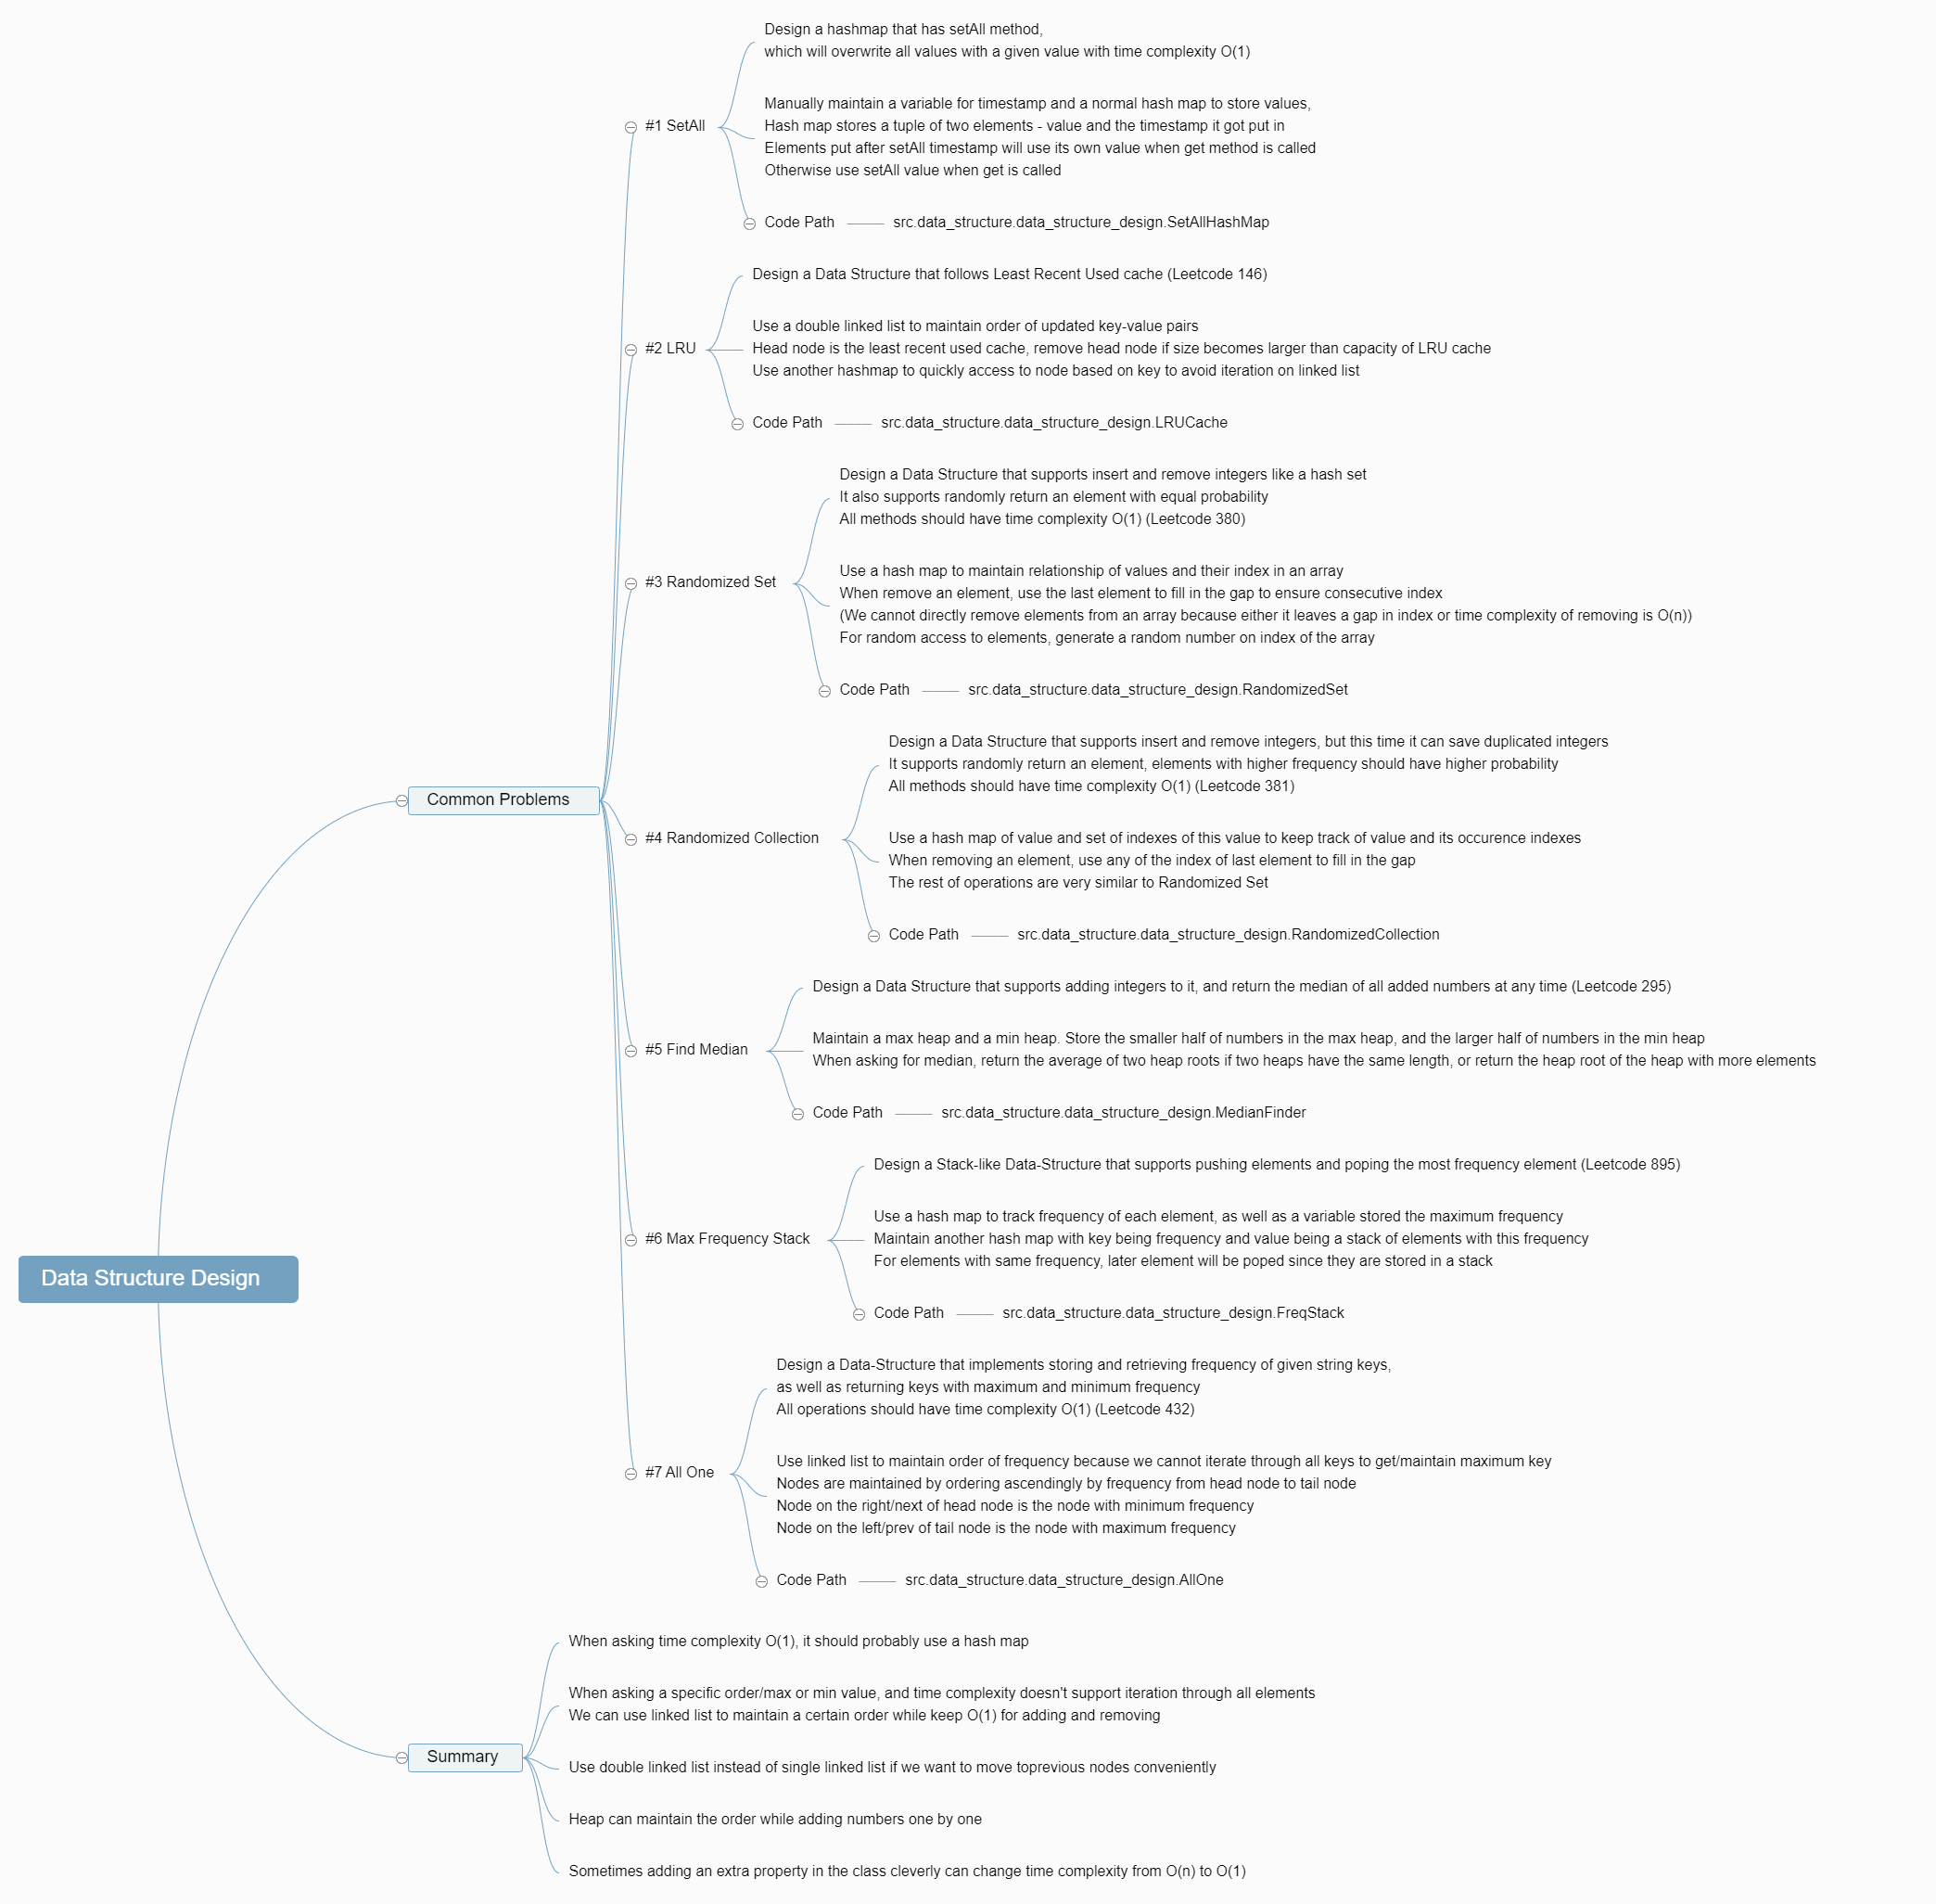 Data Structure Design
Common Problems
#1 SetAll
Design a hashmap that has setAll method,
which will overwrite all values with a given value with time complexity O(1)
Manually maintain a variable for timestamp and a normal hash map to store values,
Hash map stores a tuple of two elements - value and the timestamp it got put in
Elements put after setAll timestamp will use its own value when get method is called
Otherwise use setAll value when get is called
Code Path
src.data_structure.data_structure_design.SetAllHashMap
#2 LRU
Design a Data Structure that follows Least Recent Used cache (Leetcode 146)
Use a double linked list to maintain order of updated key-value pairs
Head node is the least recent used cache, remove head node if size becomes larger than capacity of LRU cache
Use another hashmap to quickly access to node based on key to avoid iteration on linked list
Code Path
src.data_structure.data_structure_design.LRUCache
#3 Randomized Set
Design a Data Structure that supports insert and remove integers like a hash set
It also supports randomly return an element with equal probability
All methods should have time complexity O(1) (Leetcode 380)
Use a hash map to maintain relationship of values and their index in an array
When remove an element, use the last element to fill in the gap to ensure consecutive index
(We cannot directly remove elements from an array because either it leaves a gap in index or time complexity of removing is O(n))
For random access to elements, generate a random number on index of the array
Code Path
src.data_structure.data_structure_design.RandomizedSet
#4 Randomized Collection
Design a Data Structure that supports insert and remove integers, but this time it can save duplicated integers
It supports randomly return an element, elements with higher frequency should have higher probability
All methods should have time complexity O(1) (Leetcode 381)
Use a hash map of value and set of indexes of this value to keep track of value and its occurence indexes
When removing an element, use any of the index of last element to fill in the gap
The rest of operations are very similar to Randomized Set
Code Path
src.data_structure.data_structure_design.RandomizedCollection
#5 Find Median
Design a Data Structure that supports adding integers to it, and return the median of all added numbers at any time (Leetcode 295)
Maintain a max heap and a min heap. Store the smaller half of numbers in the max heap, and the larger half of numbers in the min heap
When asking for median, return the average of two heap roots if two heaps have the same length, or return the heap root of the heap with more elements
Code Path
src.data_structure.data_structure_design.MedianFinder
#6 Max Frequency Stack
Design a Stack-like Data-Structure that supports pushing elements and poping the most frequency element (Leetcode 895)
Use a hash map to track frequency of each element, as well as a variable stored the maximum frequency
Maintain another hash map with key being frequency and value being a stack of elements with this frequency
For elements with same frequency, later element will be poped since they are stored in a stack
Code Path
src.data_structure.data_structure_design.FreqStack
#7 All One
Design a Data-Structure that implements storing and retrieving frequency of given string keys,
as well as returning keys with maximum and minimum frequency
All operations should have time complexity O(1) (Leetcode 432)
Use linked list to maintain order of frequency because we cannot iterate through all keys to get/maintain maximum key
Nodes are maintained by ordering ascendingly by frequency from head node to tail node
Node on the right/next of head node is the node with minimum frequency
Node on the left/prev of tail node is the node with maximum frequency
Code Path
src.data_structure.data_structure_design.AllOne
Summary
When asking time complexity O(1), it should probably use a hash map
When asking a specific order/max or min value, and time complexity doesn't support iteration through all elements
We can use linked list to maintain a certain order while keep O(1) for adding and removing
Use double linked list instead of single linked list if we want to move toprevious nodes conveniently
Heap can maintain the order while adding numbers one by one
Sometimes adding an extra property in the class cleverly can change time complexity from O(n) to O(1)